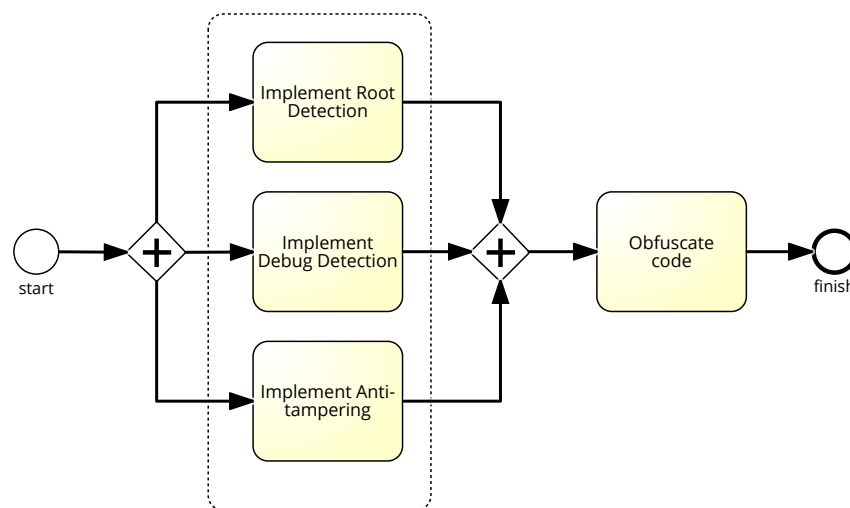 Implement Root
Detection
start
Implement
Debug Detection
Obfuscate
code
finish
Implement Anti-
tampering